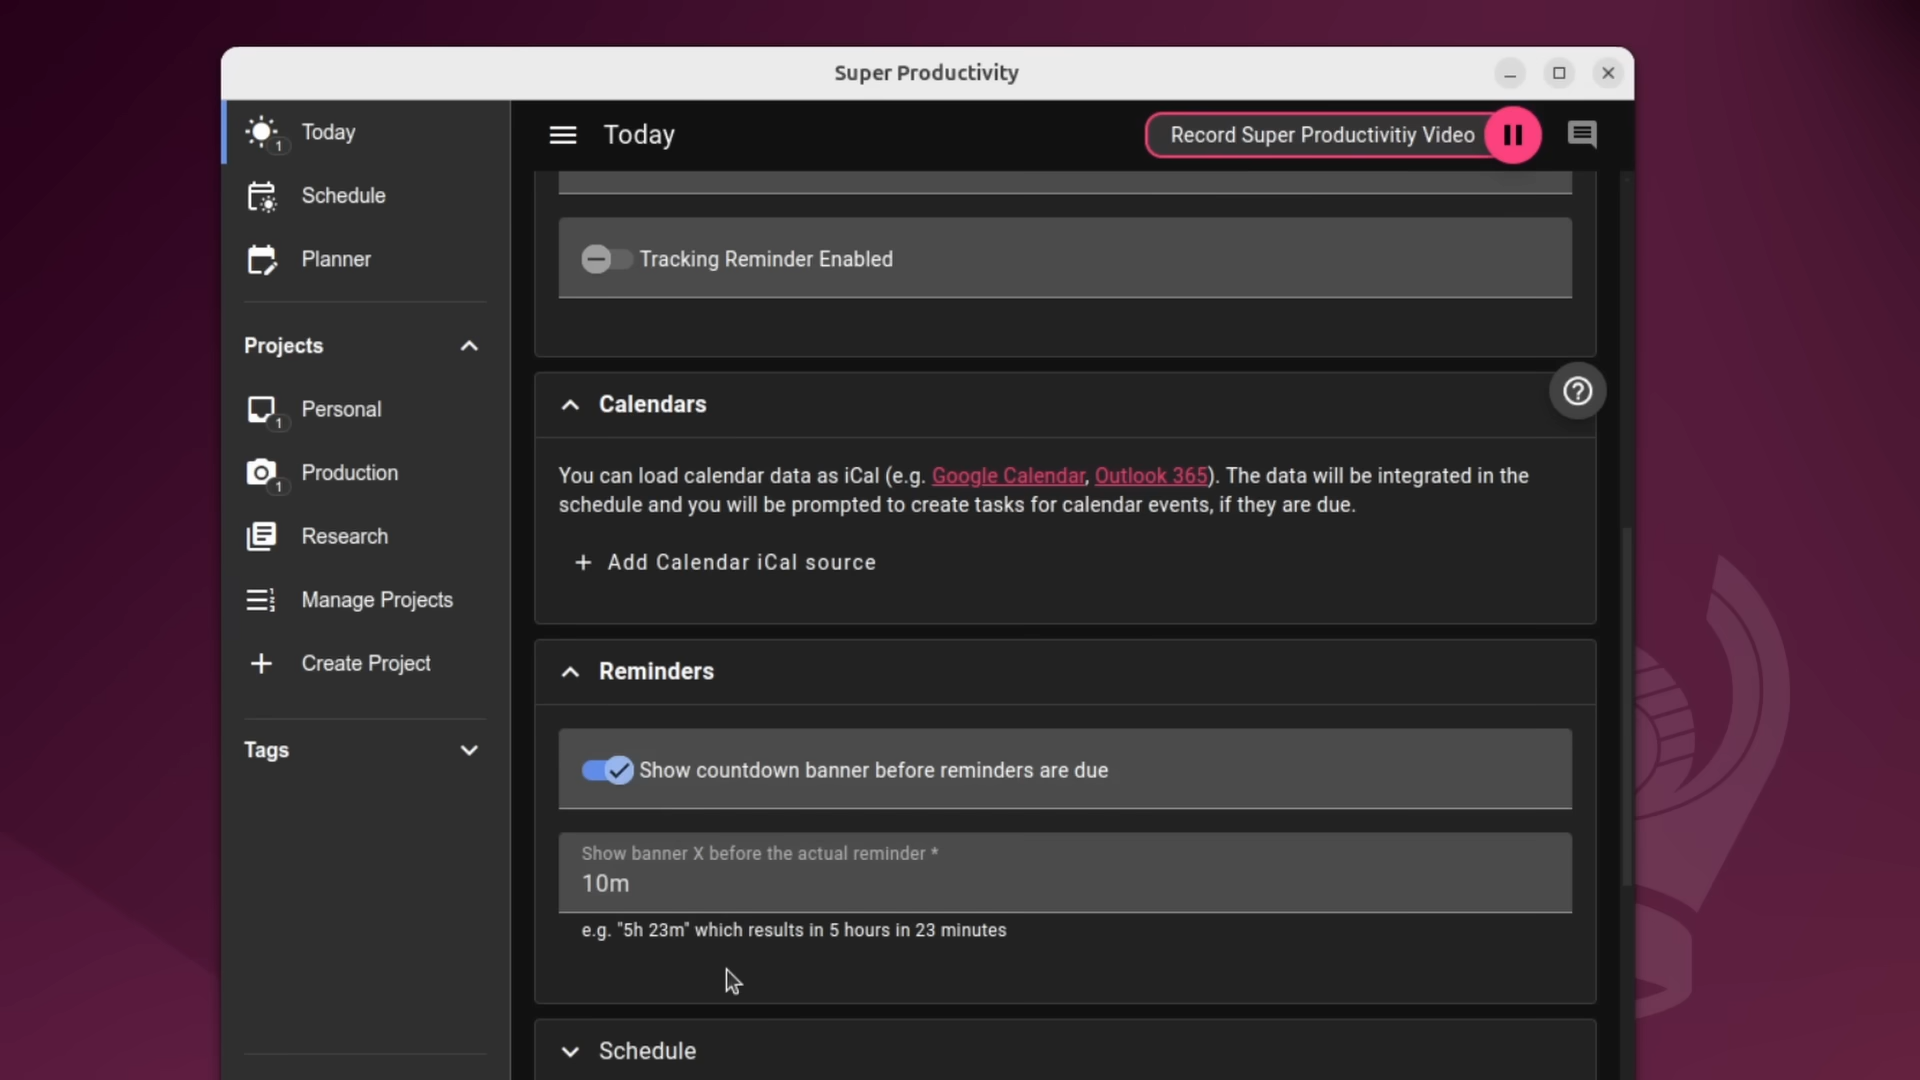 Super Productivity
Today
1
Schedule
Planner
Projects
Personal
1
Production
1
Research
Manage Projects
Create Project
Tags
Today
Record Super Productivitiy Video
Tracking Reminder Enabled
Calendars
You can load calendar data as iCal (e.g. Google Calendar, Outlook 365). The data will be integrated in the
schedule and you will be prompted to create tasks for calendar events, if they are due.
+ Add Calendar iCal source
Reminders
Show countdown banner before reminders are due
Show banner X before the actual reminder *
10m
e.g. "5h 23m" which results in 5 hours in 23 minutes
Schedule